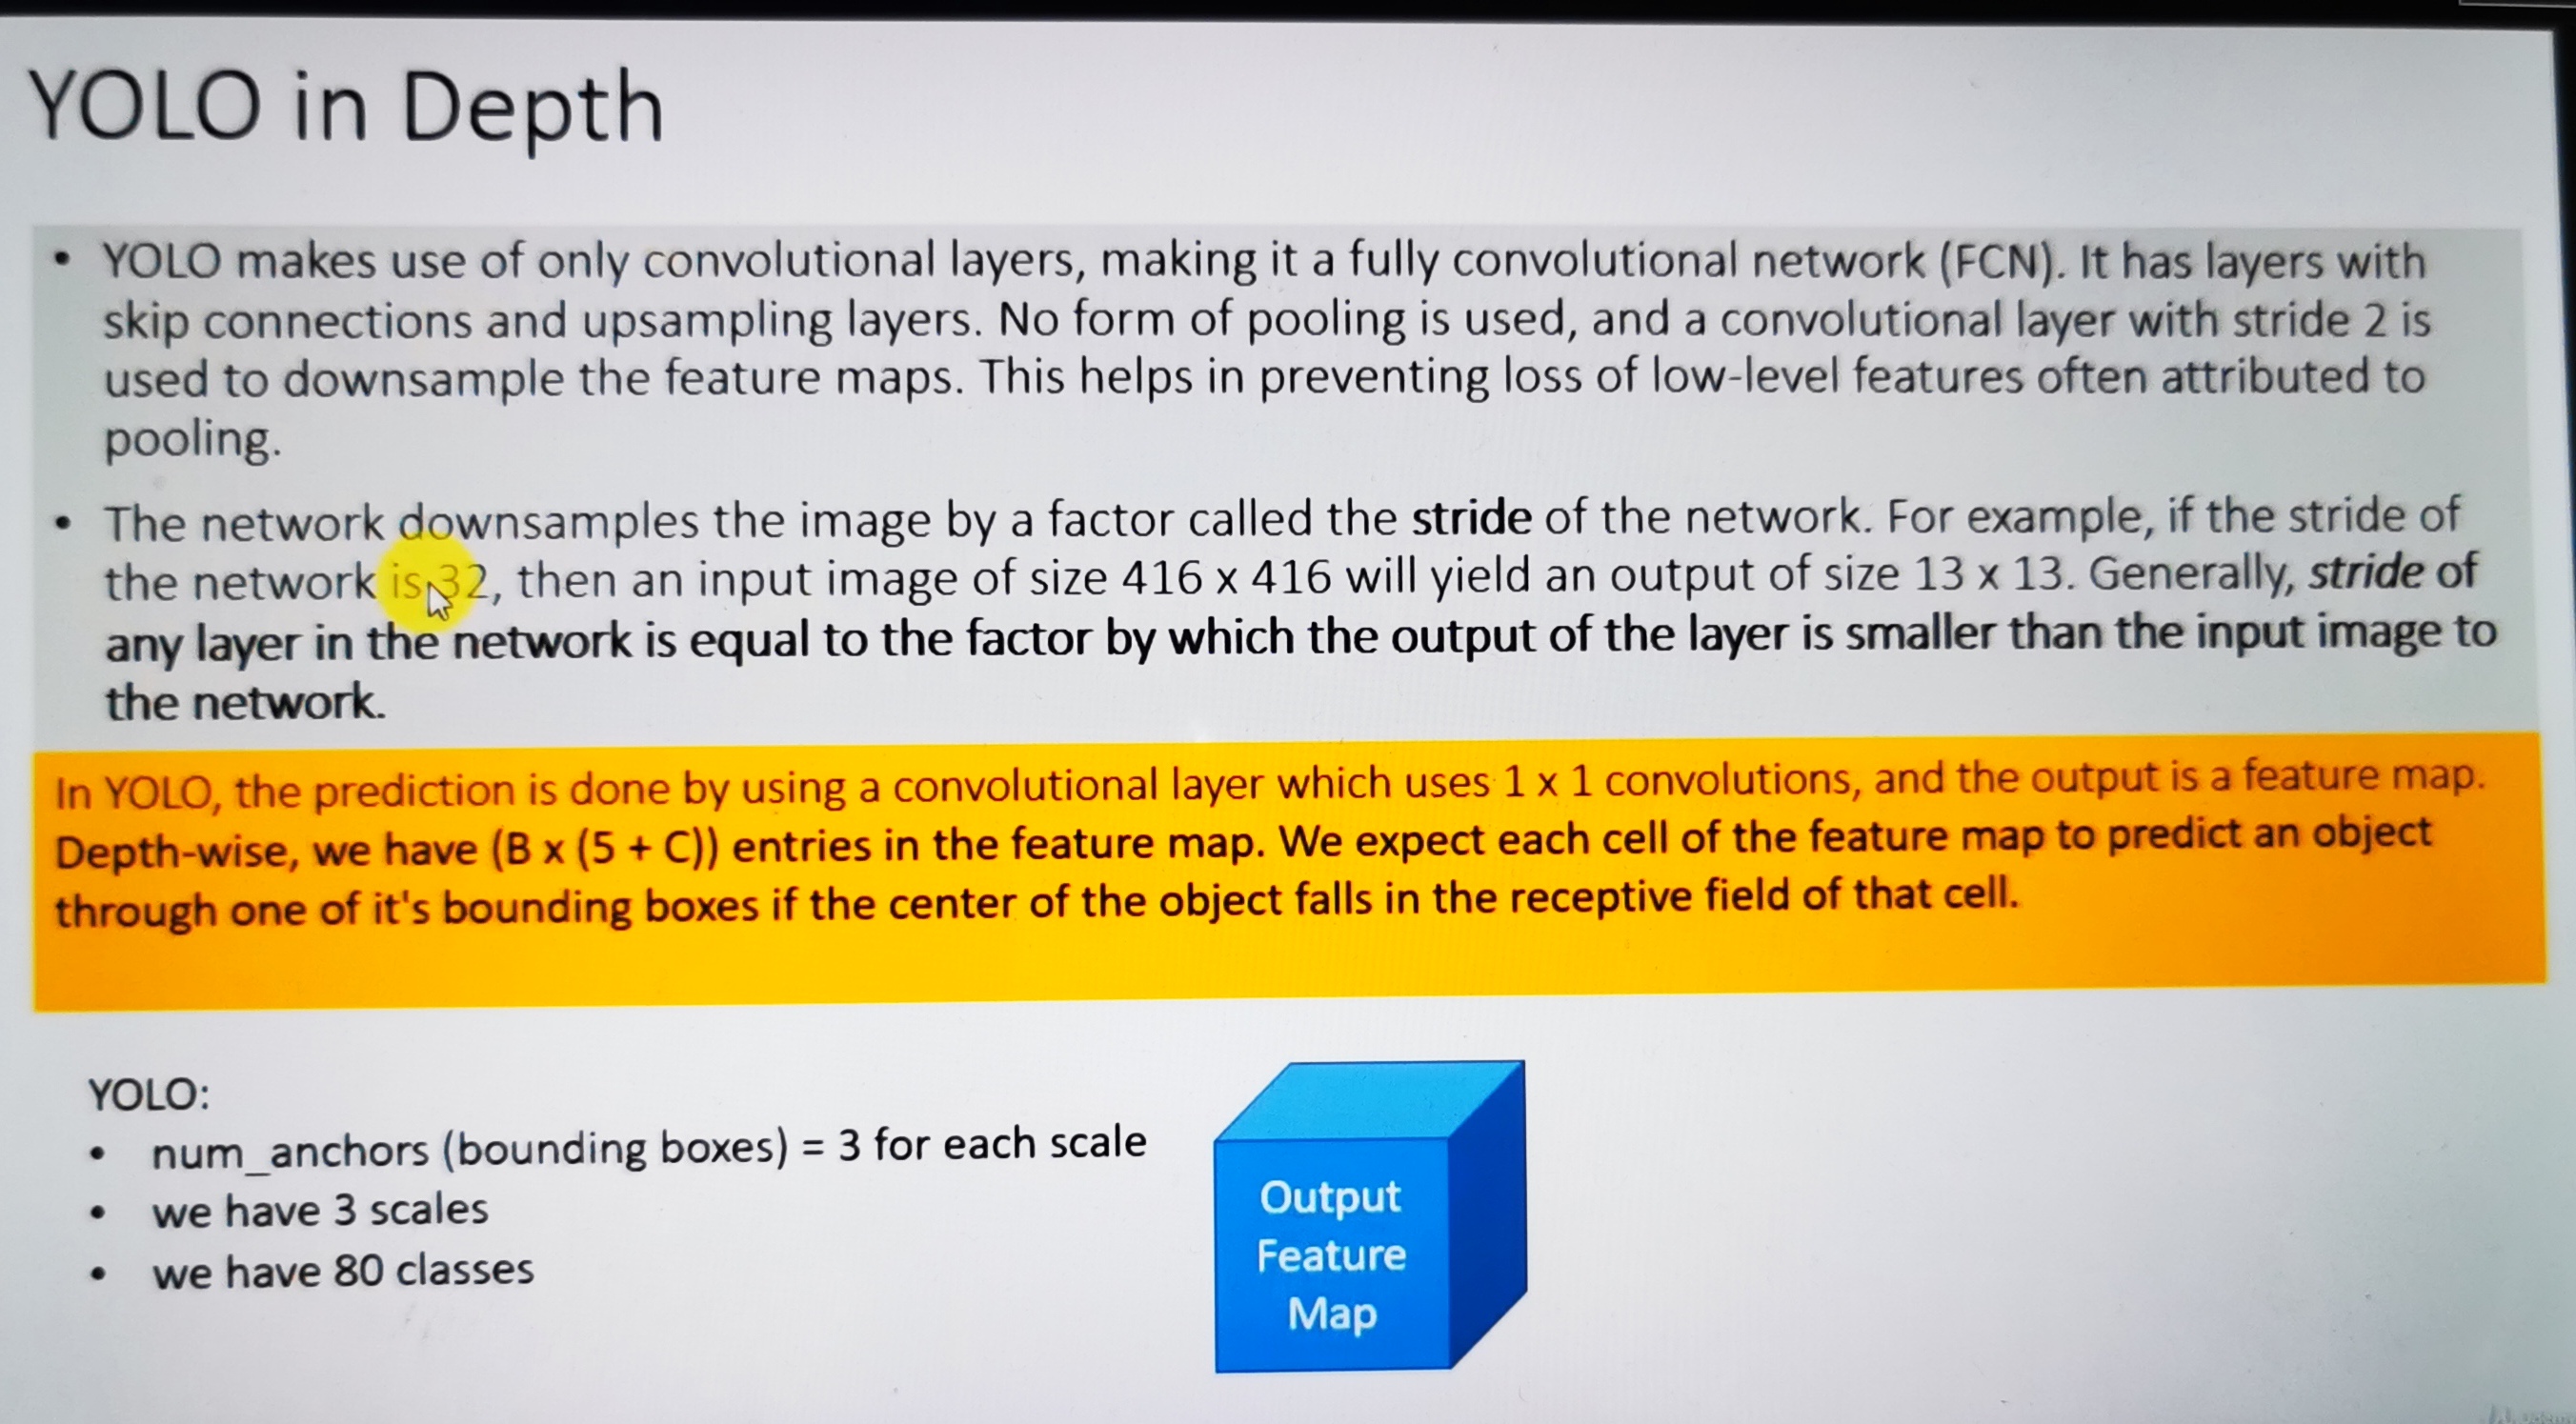 YOLO in Depth
• YOLO makes use of only convolutional layers, making it a fully convolutional network (FCN). It has layers with
skip connections and upsampling layers. No form of pooling is used, and a convolutional layer with stride 2 is
used to downsample the feature maps. This helps in preventing loss of low-level features often attributed to
pooling.
• The network downsamples the image by a factor called the stride of the network. For example, if the stride of
the network is 32, then an input image of size 416 x 416 will yield an output of size 13 x 13. Generally, stride of
any layer in the network is equal to the factor by which the output of the layer is smaller than the input image to
the network.
In YOLO, the prediction is done by using a convolutional layer which uses 1 x 1 convolutions, and the output is a feature map.
Depth-wise, we have (B x (5 + C)) entries in the feature map. We expect each cell of the feature map to predict an object
through one of it's bounding boxes if the center of the object falls in the receptive field of that cell.
YOLO:
• num_anchors (bounding boxes) = 3 for each scale
• we have 3 scales
• we have 80 classes
Output
Feature
Map